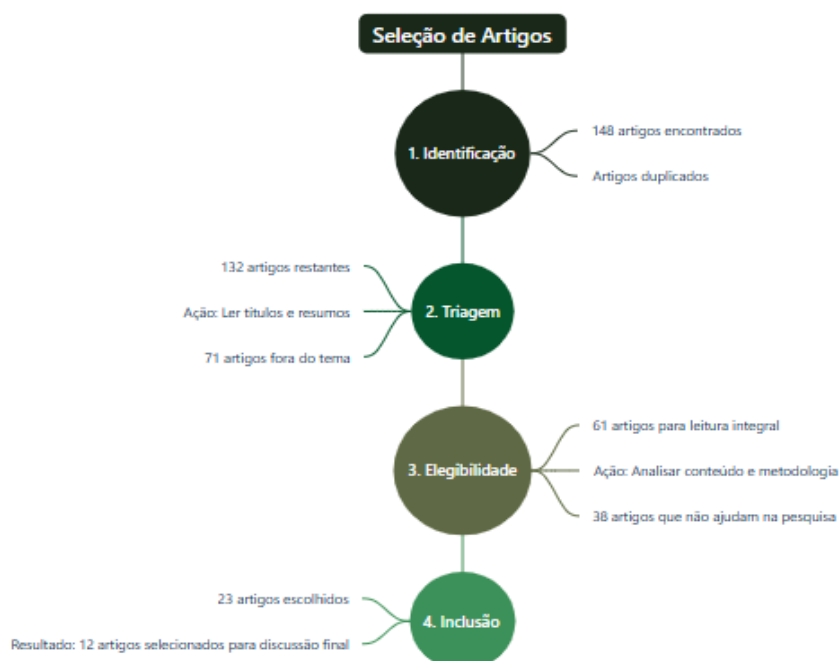 Seleção de Artigos
1. Identificação
148 artigos encontrados
Artigos duplicados
2. Triagem
132 artigos restantes
Ação: Ler títulos e resumos
71 artigos fora do tema
3. Elegibilidade
61 artigos para leitura integral
Ação: Analisar conteúdo e metodologia
38 artigos que não ajudam na pesquisa
4. Inclusão
23 artigos escolhidos
Resultado: 12 artigos selecionados para discussão final